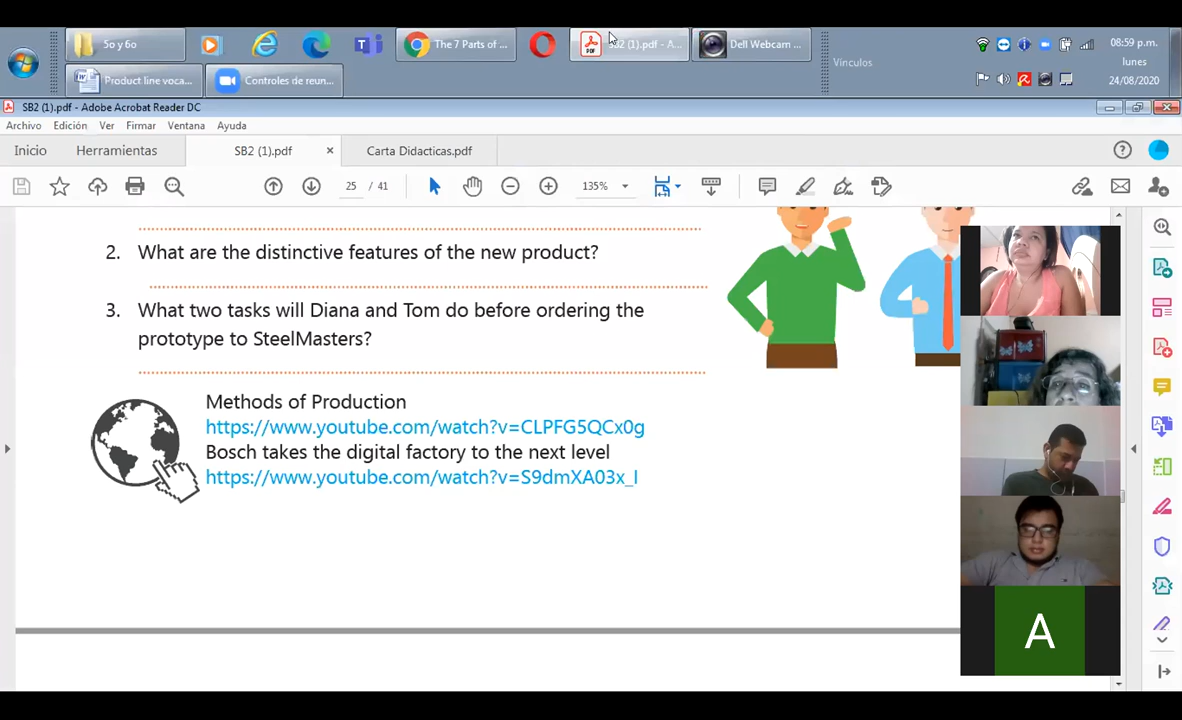 5o y 6o
The 7 Parts of ...
SB2 (1).pdf - A...
Dell Webcam ...
Vínculos
08:59 p.m.
lunes
24/08/2020
Product line voca...
Controles de reun...
SB2 (1).pdf - Adobe Acrobat Reader DC
Archivo Edición Ver Firmar Ventana Ayuda
Inicio Herramientas SB2 (1).pdf × Carta Didacticas.pdf
25 / 41 135%
2. What are the distinctive features of the new product?
3. What two tasks will Diana and Tom do before ordering the
prototype to SteelMasters?
Methods of Production
https://www.youtube.com/watch?v=CLPFG5QCx0g
Bosch takes the digital factory to the next level
https://www.youtube.com/watch?v=S9dmXA03x_I
A